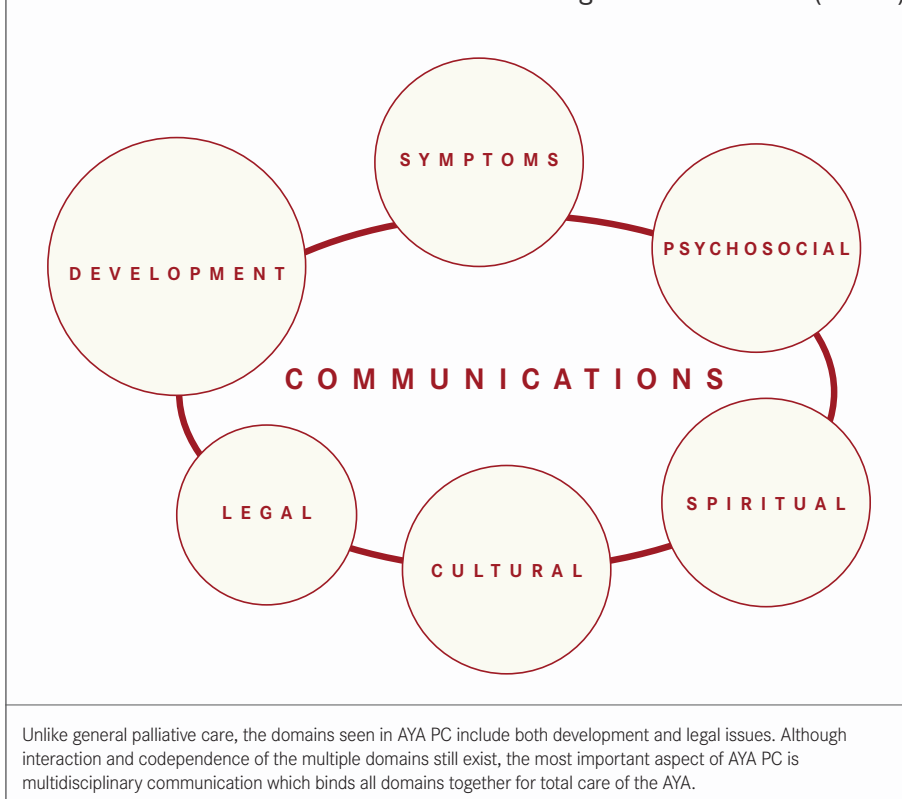 SYMPTOMS
PSYCHOSOCIAL
DEVELOPMENT
COMMUNICATIONS
SPIRITUAL
LEGAL
CULTURAL
Unlike general palliative care, the domains seen in AYA PC include both development and legal issues. Although
interaction and codependence of the multiple domains still exist, the most important aspect of AYA PC is
multidisciplinary communication which binds all domains together for total care of the AYA.